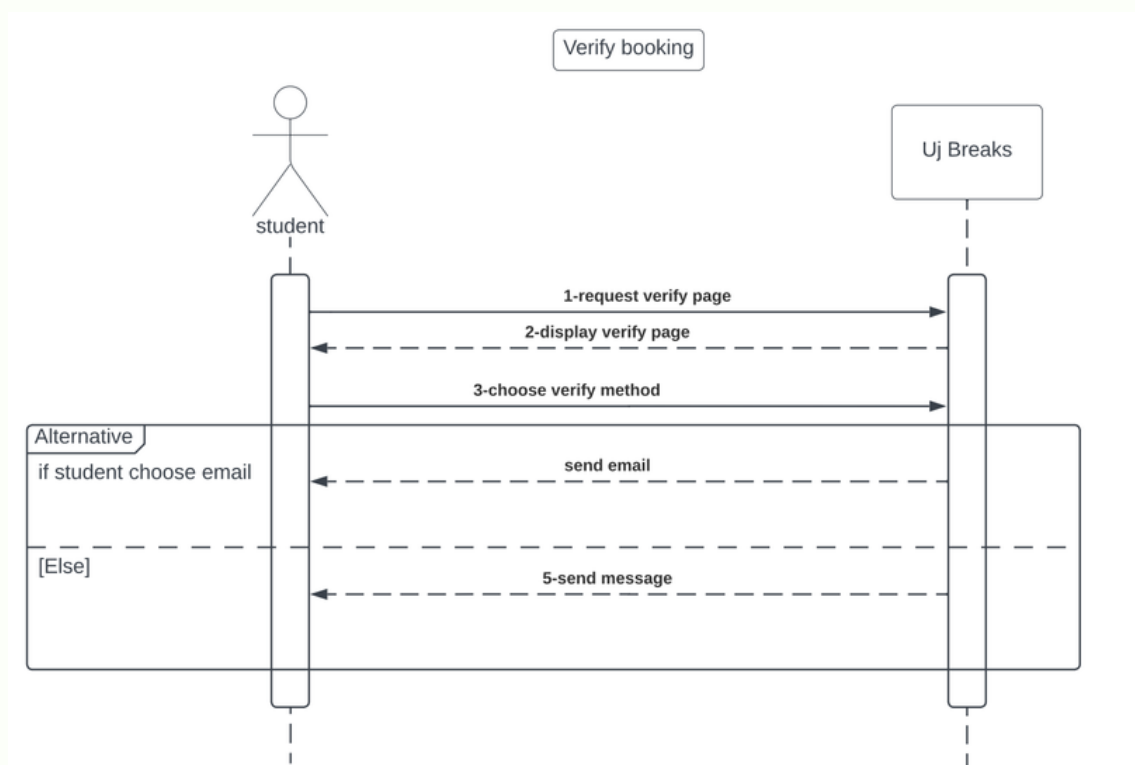 Verify booking
Uj Breaks
student
1-request verify page
2-display verify page
3-choose verify method
Alternative
if student choose email
send email
[Else]
5-send message